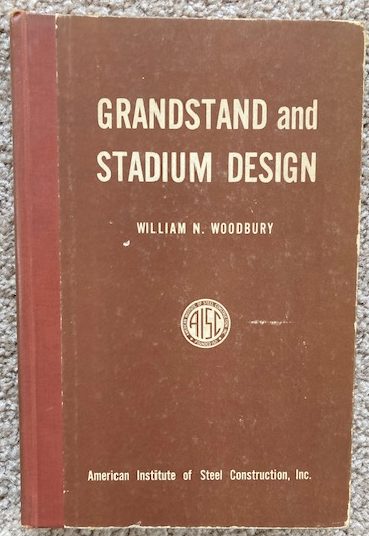 GRANDSTAND and
STADIUM DESIGN
WILLIAM N. WOODBURY
AISC
American Institute of Steel Construction, Inc.